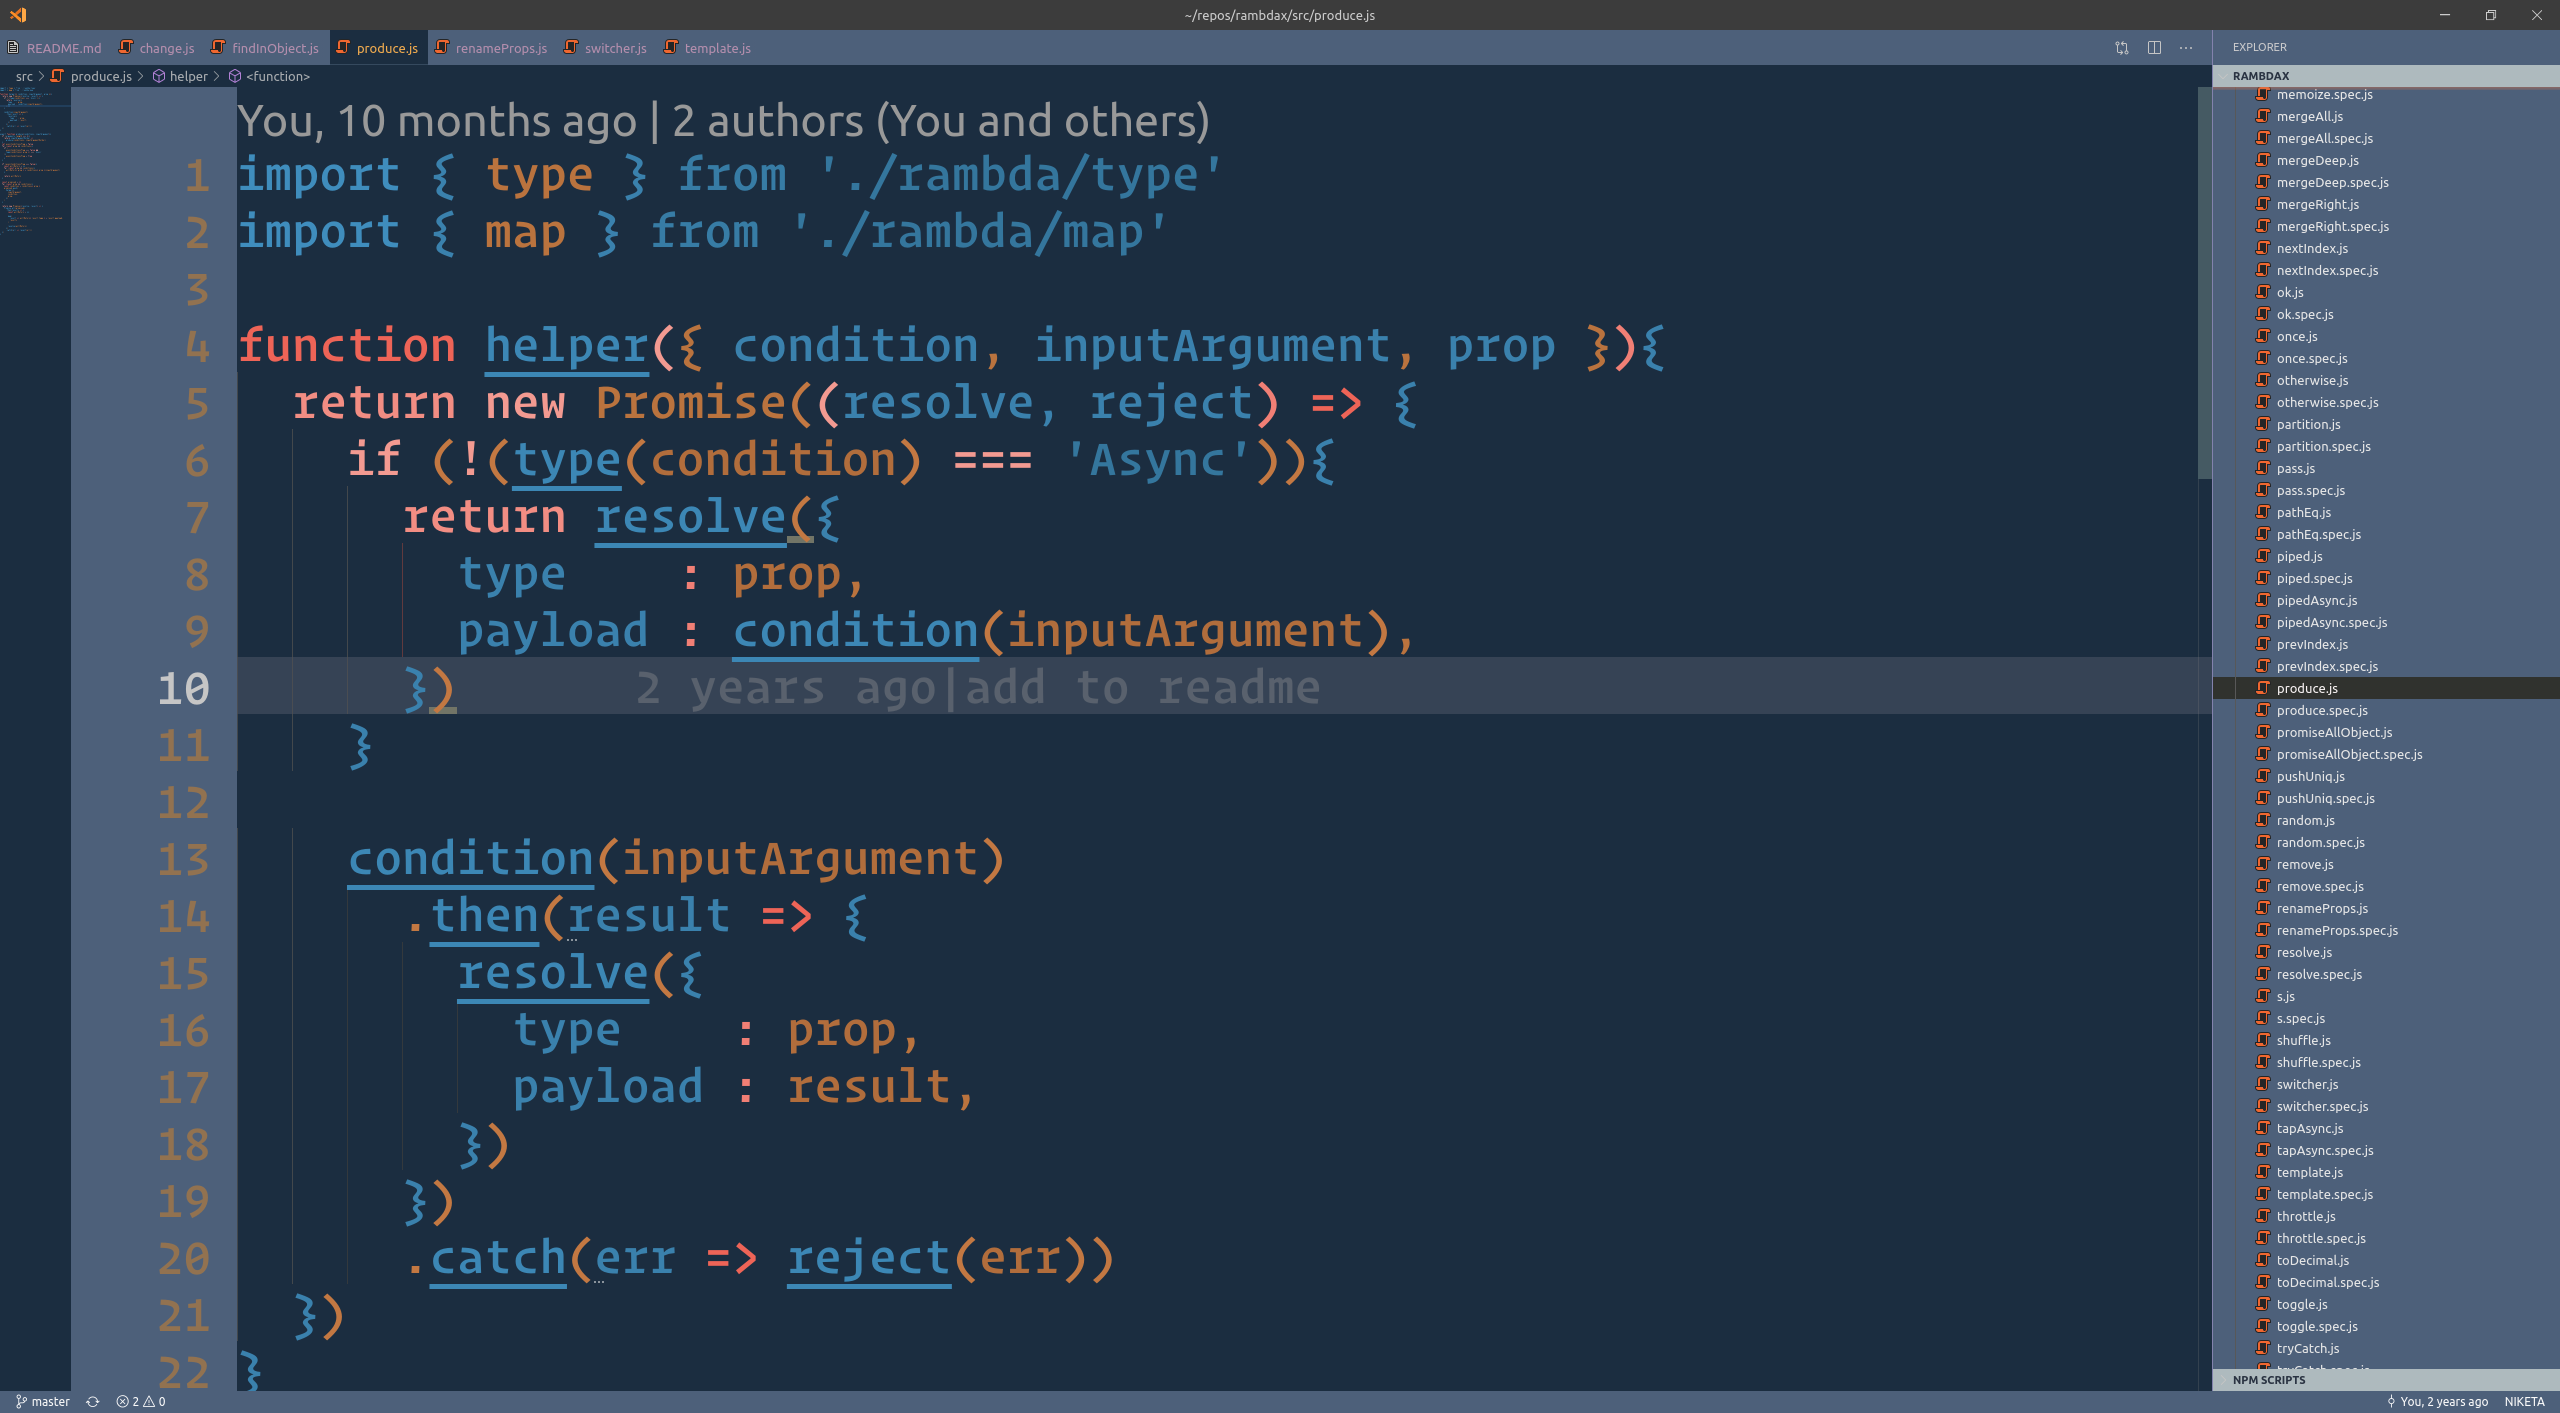 ~/repos/rambdax/src/produce.js
README.md change.js findInObject.js produce.js renameProps.js switcher.js template.js
src produce.js helper <function>
You, 10 months ago | 2 authors (You and others)
1 import { type } from './rambda/type'
2 import { map } from './rambda/map'
3
4 function helper({ condition, inputArgument, prop }){
5 return new Promise((resolve, reject) => {
6 if (!(type(condition) === 'Async')){
7 return resolve({
8 type : prop,
9 payload : condition(inputArgument),
10 }) 2 years ago|add to readme
11 }
12
13 condition(inputArgument)
14 .then(result => {
15 resolve({
16 type : prop,
17 payload : result,
18 })
19 })
20 .catch(err => reject(err))
21 })
22 }
EXPLORER
RAMBDAX
memoize.spec.js
mergeAll.js
mergeAll.spec.js
mergeDeep.js
mergeDeep.spec.js
mergeRight.js
mergeRight.spec.js
nextIndex.js
nextIndex.spec.js
ok.js
ok.spec.js
once.js
once.spec.js
otherwise.js
otherwise.spec.js
partition.js
partition.spec.js
pass.js
pass.spec.js
pathEq.js
pathEq.spec.js
piped.js
piped.spec.js
pipedAsync.js
pipedAsync.spec.js
prevIndex.js
prevIndex.spec.js
produce.js
produce.spec.js
promiseAllObject.js
promiseAllObject.spec.js
pushUniq.js
pushUniq.spec.js
random.js
random.spec.js
remove.js
remove.spec.js
renameProps.js
renameProps.spec.js
resolve.js
resolve.spec.js
s.js
s.spec.js
shuffle.js
shuffle.spec.js
switcher.js
switcher.spec.js
tapAsync.js
tapAsync.spec.js
template.js
template.spec.js
throttle.js
throttle.spec.js
toDecimal.js
toDecimal.spec.js
toggle.js
toggle.spec.js
tryCatch.js
NPM SCRIPTS
master 2 0 You, 2 years ago NIKETA